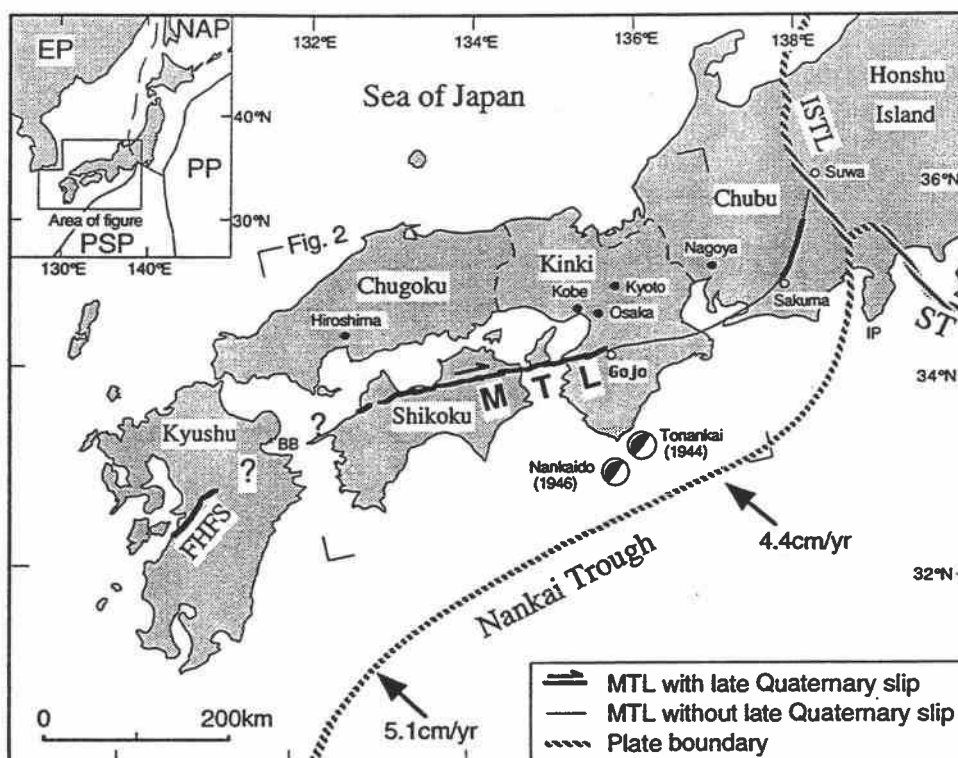 EP
NAP
40°N
PP
30°N
Area of figure
PSP
130°E
140°E
132°E
134°E
136°E
138°E
Sea of Japan
Honshu
Island
ISTL
Suwa
36°N
Chubu
Fig. 2
Nagoya
Kinki
Chugoku
Kobe
Kyoto
Osaka
Sakuma
Hiroshima
IP
ST
Gojo
34°N
MTL
Shikoku
?
BB
Kyushu
?
Tonankai
(1944)
Nankaido
(1946)
FHFS
4.4cm/yr
Nankai Trough
32°N
5.1cm/yr
0 200km
MTL with late Quaternary slip
MTL without late Quaternary slip
Plate boundary